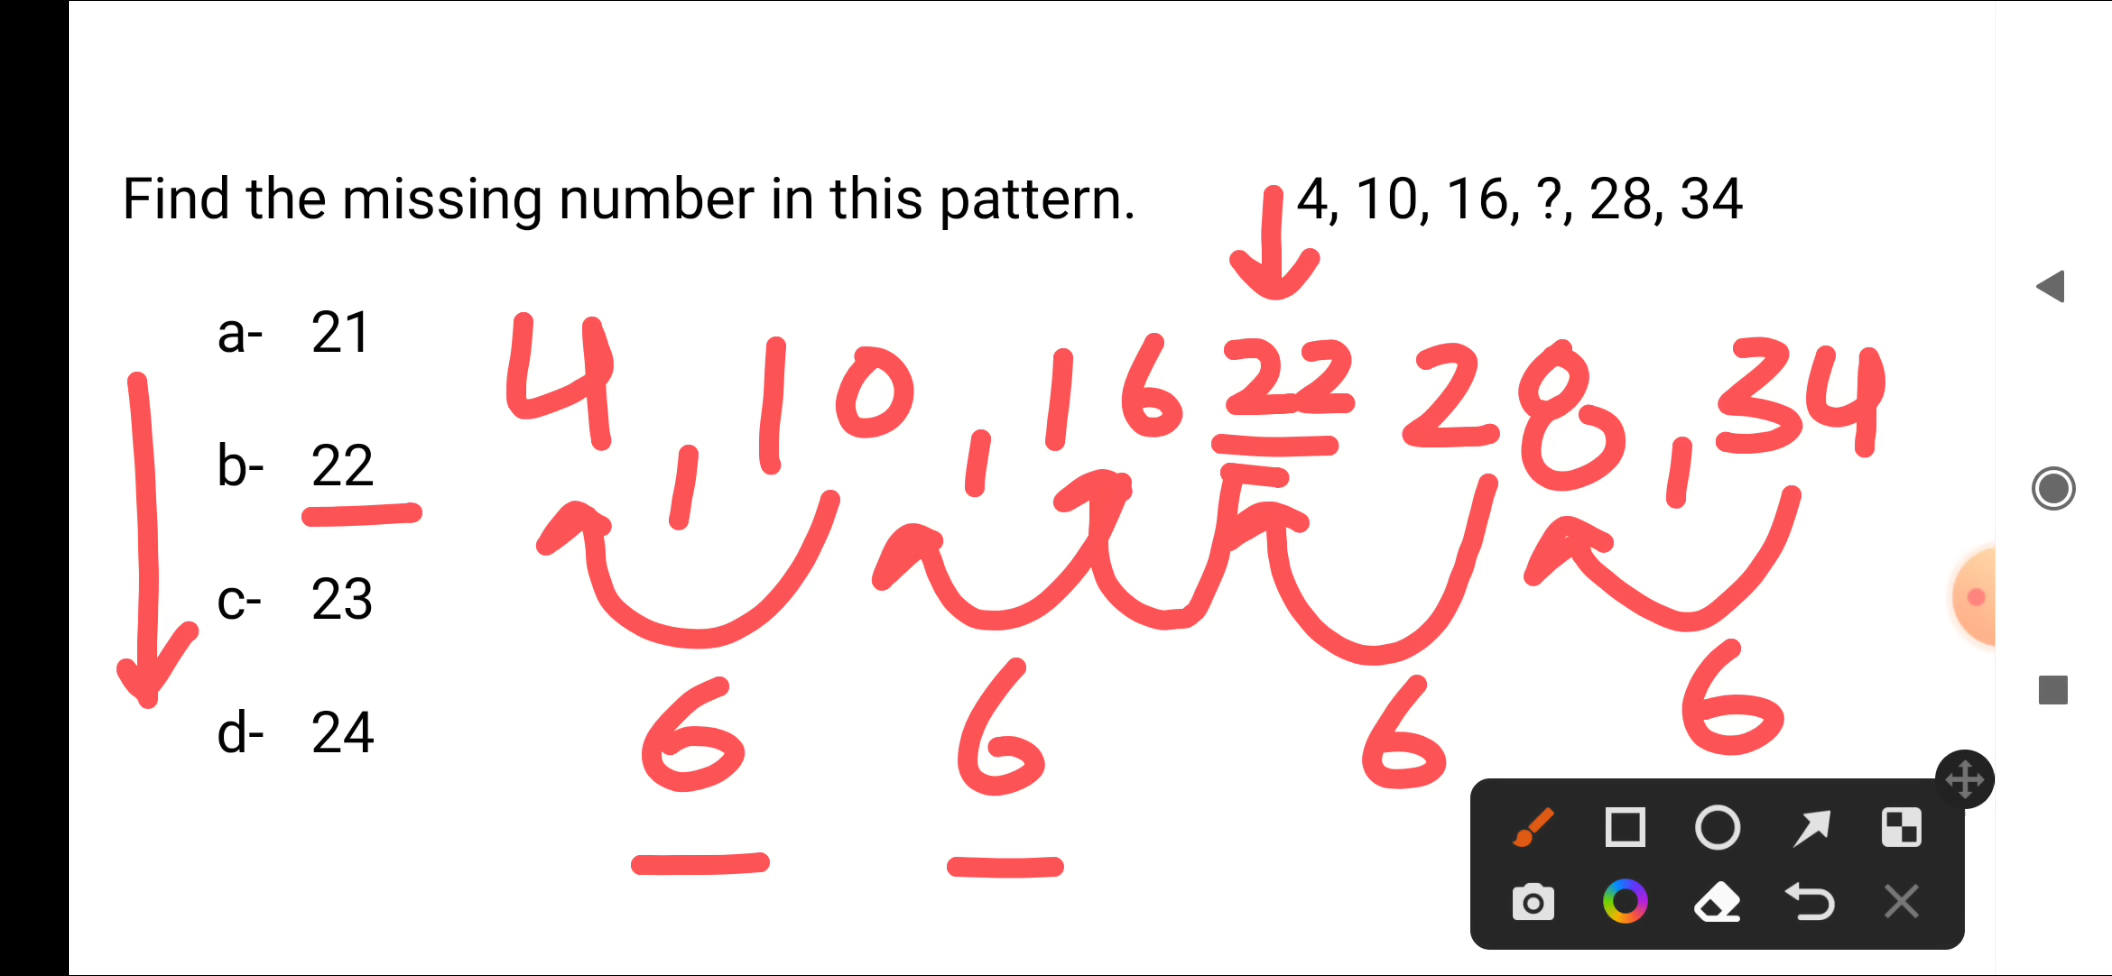 Find the missing number in this pattern. 4, 10, 16, ?, 28, 34
a- 21
4, 10, 16 22 28, 34
b- 22
c- 23
d- 24
6 6 6 6